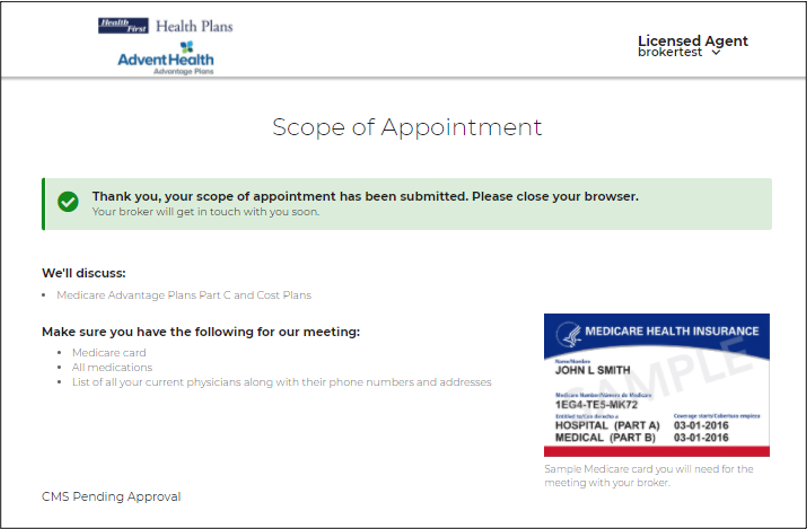 Health First Health Plans
AdventHealth
Advantage Plans
Licensed Agent
brokertest
Scope of Appointment
Thank you, your scope of appointment has been submitted. Please close your browser.
Your broker will get in touch with you soon.
We'll discuss:
• Medicare Advantage Plans Part C and Cost Plans
Make sure you have the following for our meeting:
• Medicare card
• All medications
• List of all your current physicians along with their phone numbers and addresses
MEDICARE HEALTH INSURANCE
Name/Nombre
JOHN L SMITH
SAMPLE
Medicare Number/Número de Medicare
1EG4-TE5-MK72
Entitled to/Con derecho a Coverage starts/Cobertura empieza
HOSPITAL (PART A) 03-01-2016
MEDICAL (PART B) 03-01-2016
Sample Medicare card you will need for the
meeting with your broker.
CMS Pending Approval